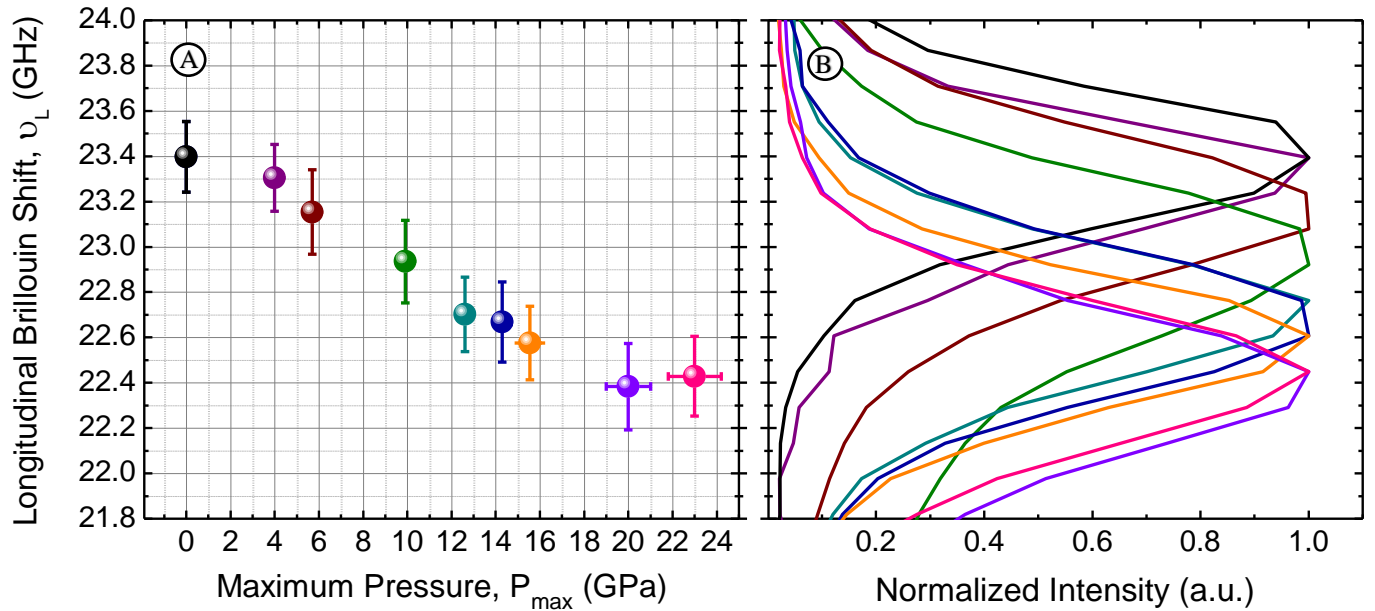 Longitudinal Brillouin Shift, υ_L (GHz)
24.0
23.8
23.6
23.4
23.2
23.0
22.8
22.6
22.4
22.2
22.0
21.8
A
0 2 4 6 8 10 12 14 16 18 20 22 24
Maximum Pressure, P_max (GPa)
B
0.2 0.4 0.6 0.8 1.0
Normalized Intensity (a.u.)